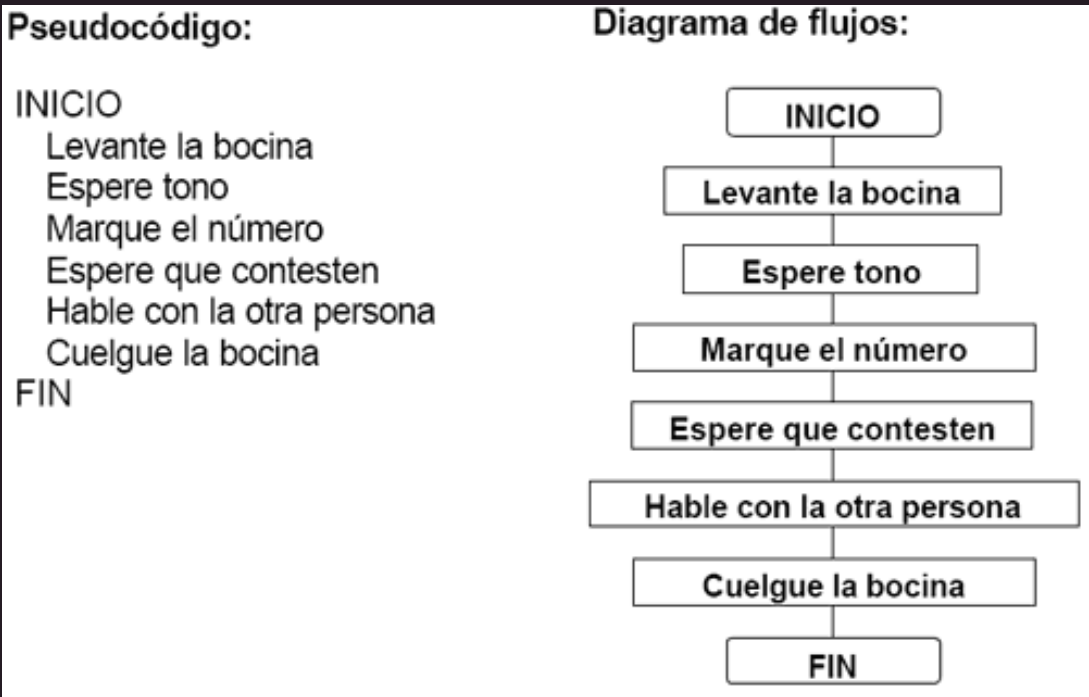 Pseudocódigo:
INICIO
Levante la bocina
Espere tono
Marque el número
Espere que contesten
Hable con la otra persona
Cuelgue la bocina
FIN
Diagrama de flujos:
INICIO
Levante la bocina
Espere tono
Marque el número
Espere que contesten
Hable con la otra persona
Cuelgue la bocina
FIN